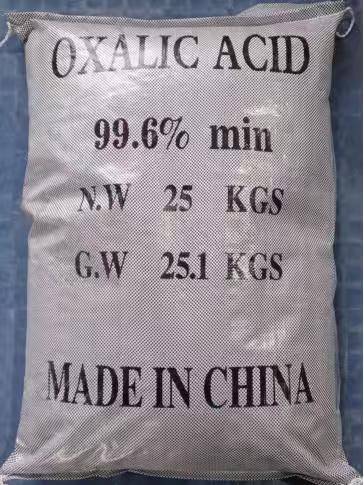 OXALIC ACID
99.6% min
N.W 25 KGS
G.W 25.1 KGS
MADE IN CHINA